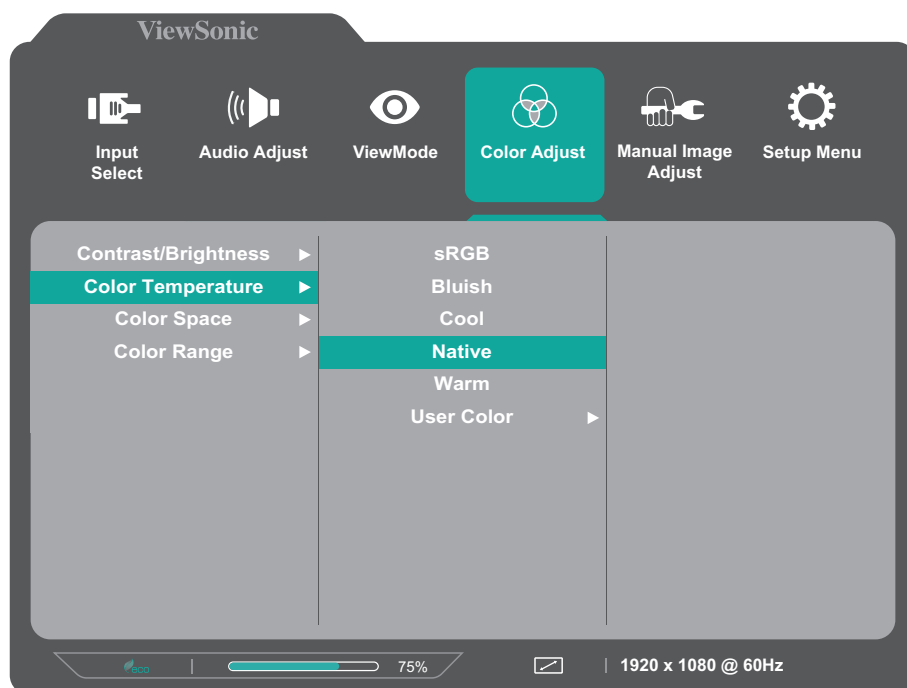 ViewSonic
Input
Select
Audio Adjust
ViewMode
Color Adjust
Manual Image
Adjust
Setup Menu
Contrast/Brightness
Color Temperature
Color Space
Color Range
sRGB
Bluish
Cool
Native
Warm
User Color
eco
75%
1920 x 1080 @ 60Hz